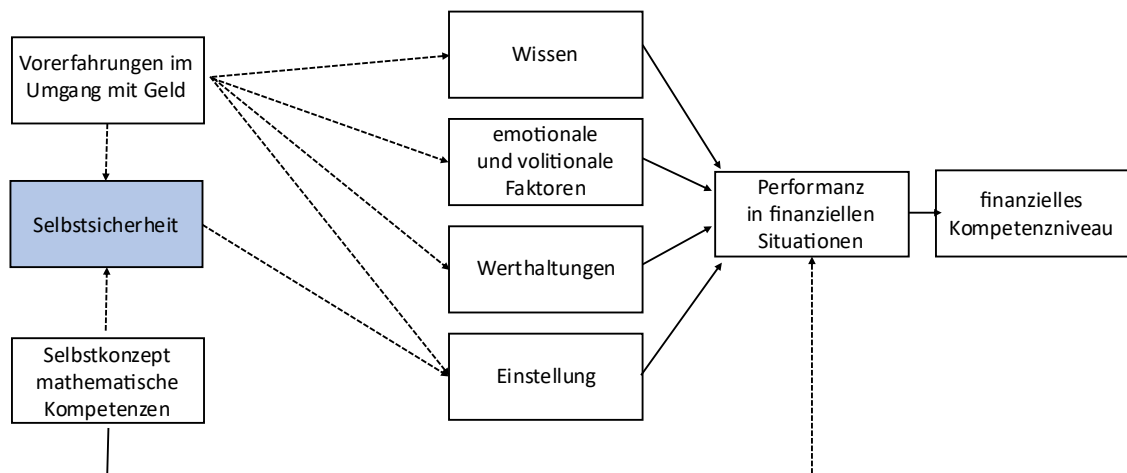 Vorerfahrungen im
Umgang mit Geld
Selbstsicherheit
Selbstkonzept
mathematische
Kompetenzen
Wissen
emotionale
und volitionale
Faktoren
Werthaltungen
Einstellung
Performanz
in finanziellen
Situationen
finanzielles
Kompetenzniveau